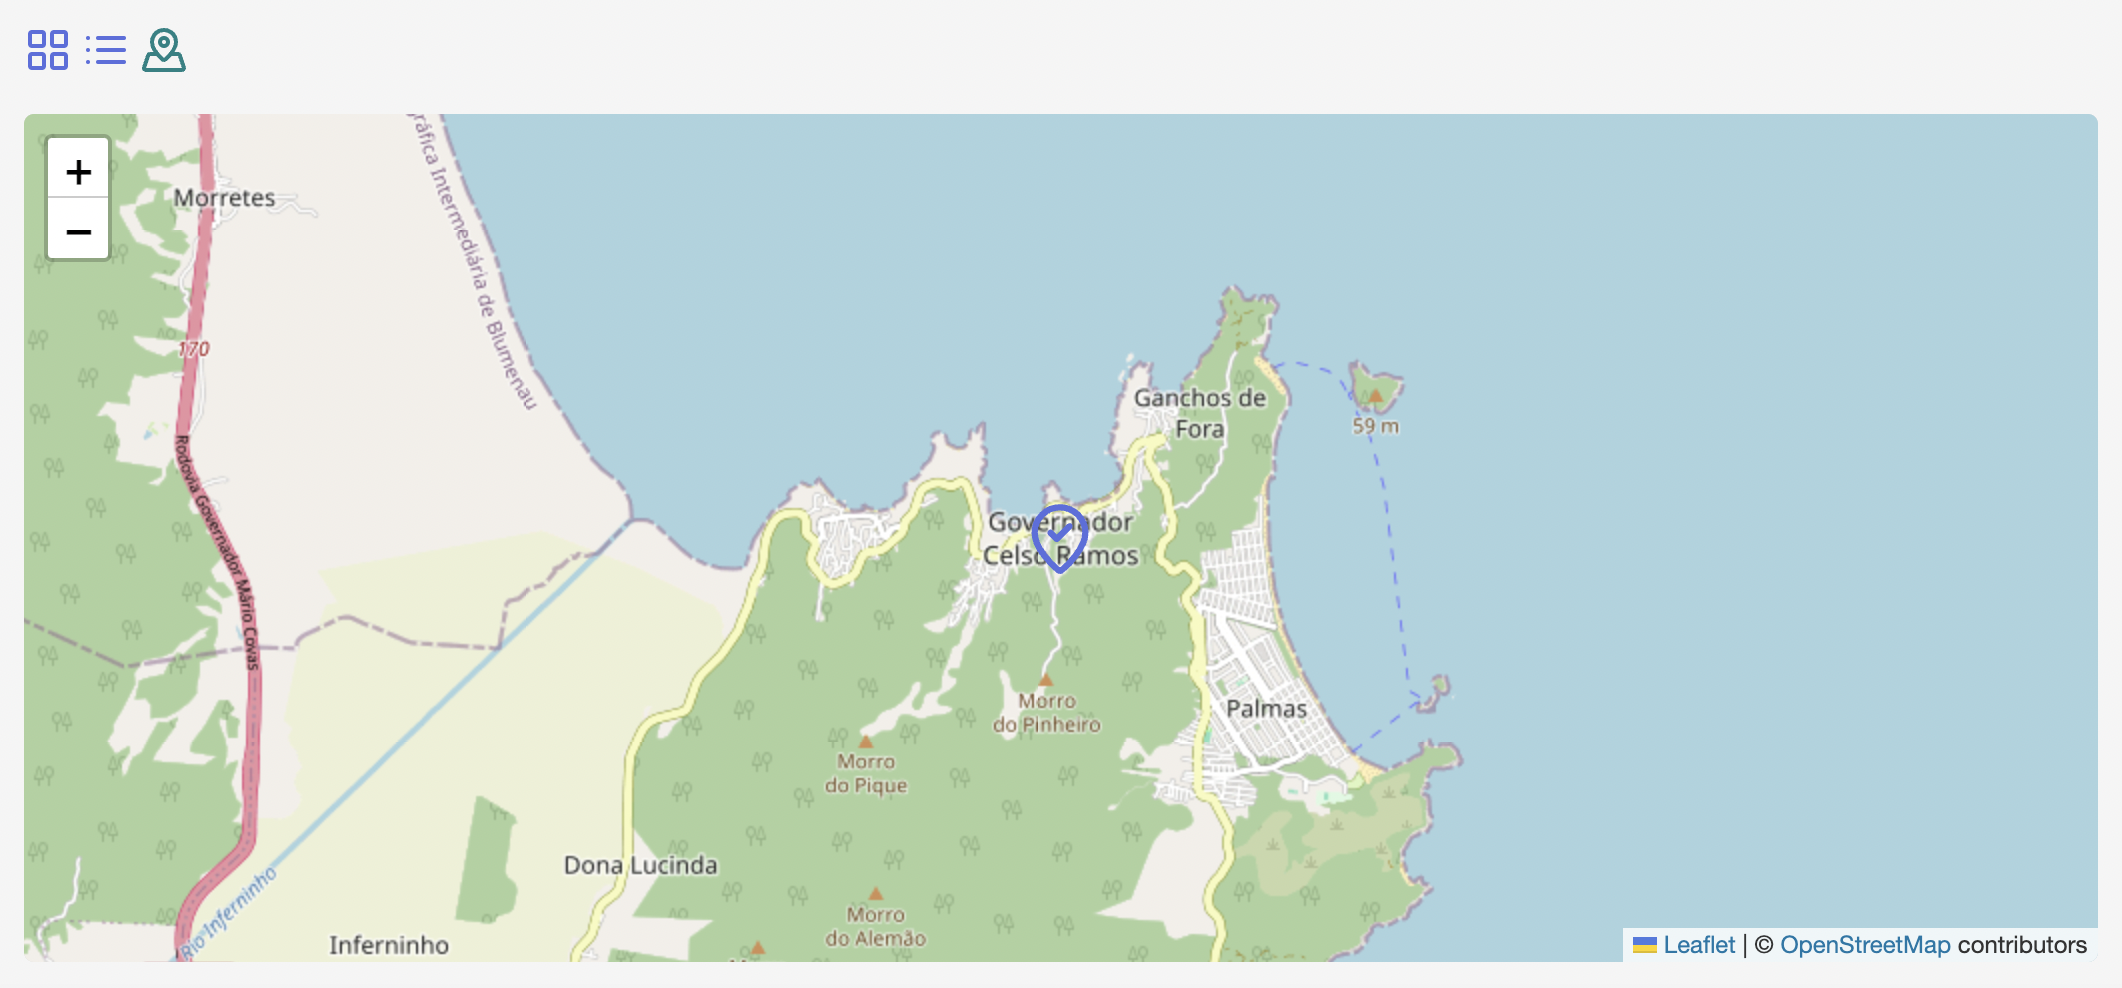 +
−
Morretes
gráfica Intermediária de Blumenau
170
Ganchos de
Fora
59 m
Rodovia Governador Mário Covas
Governador
Celso Ramos
Morro
do Pinheiro
Palmas
Morro
do Pique
Dona Lucinda
Rio Inferninho
Morro
do Alemão
Inferninho
Leaflet | © OpenStreetMap contributors